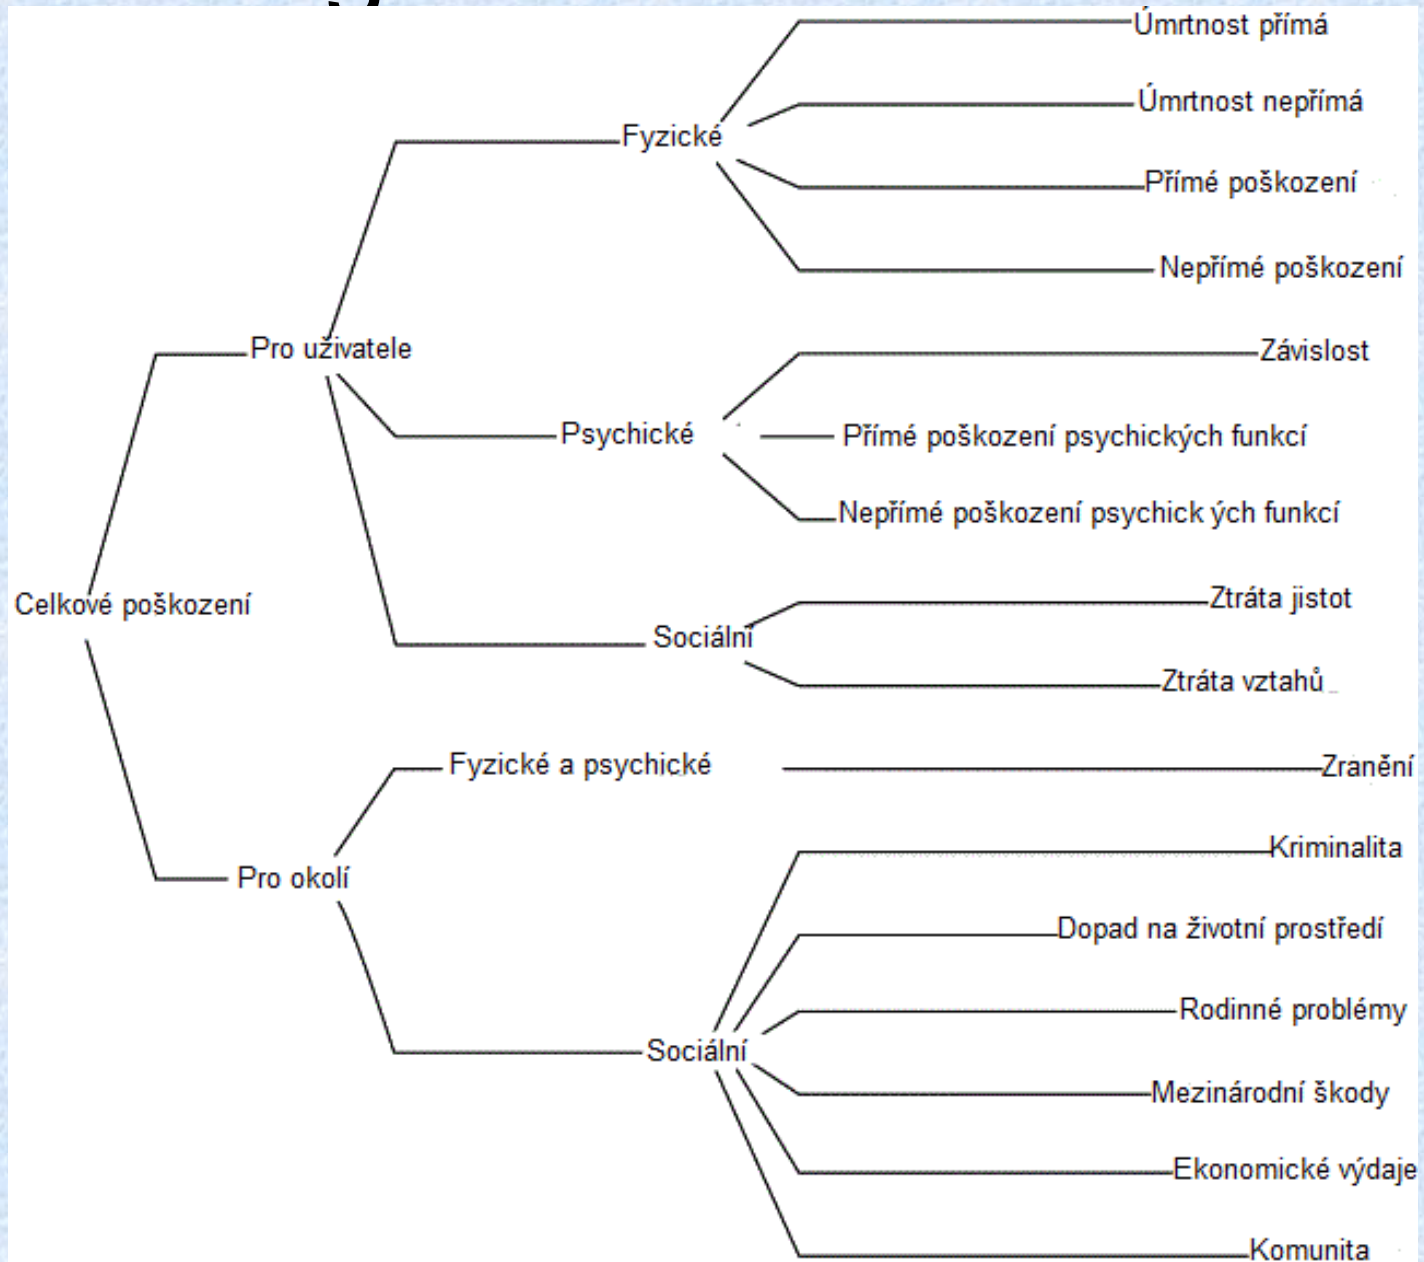 Úmrtnost přímá
Úmrtnost nepřímá
Fyzické
Přímé poškození
Nepřímé poškození
Pro uživatele
Závislost
Psychické
Přímé poškození psychických funkcí
Nepřímé poškození psychick ých funkcí
Celkové poškození
Ztráta jistot
Sociální
Ztráta vztahů
Fyzické a psychické
Zranění
Kriminalita
Pro okolí
Dopad na životní prostředí
Rodinné problémy
Sociální
Mezinárodní škody
Ekonomické výdaje
Komunita